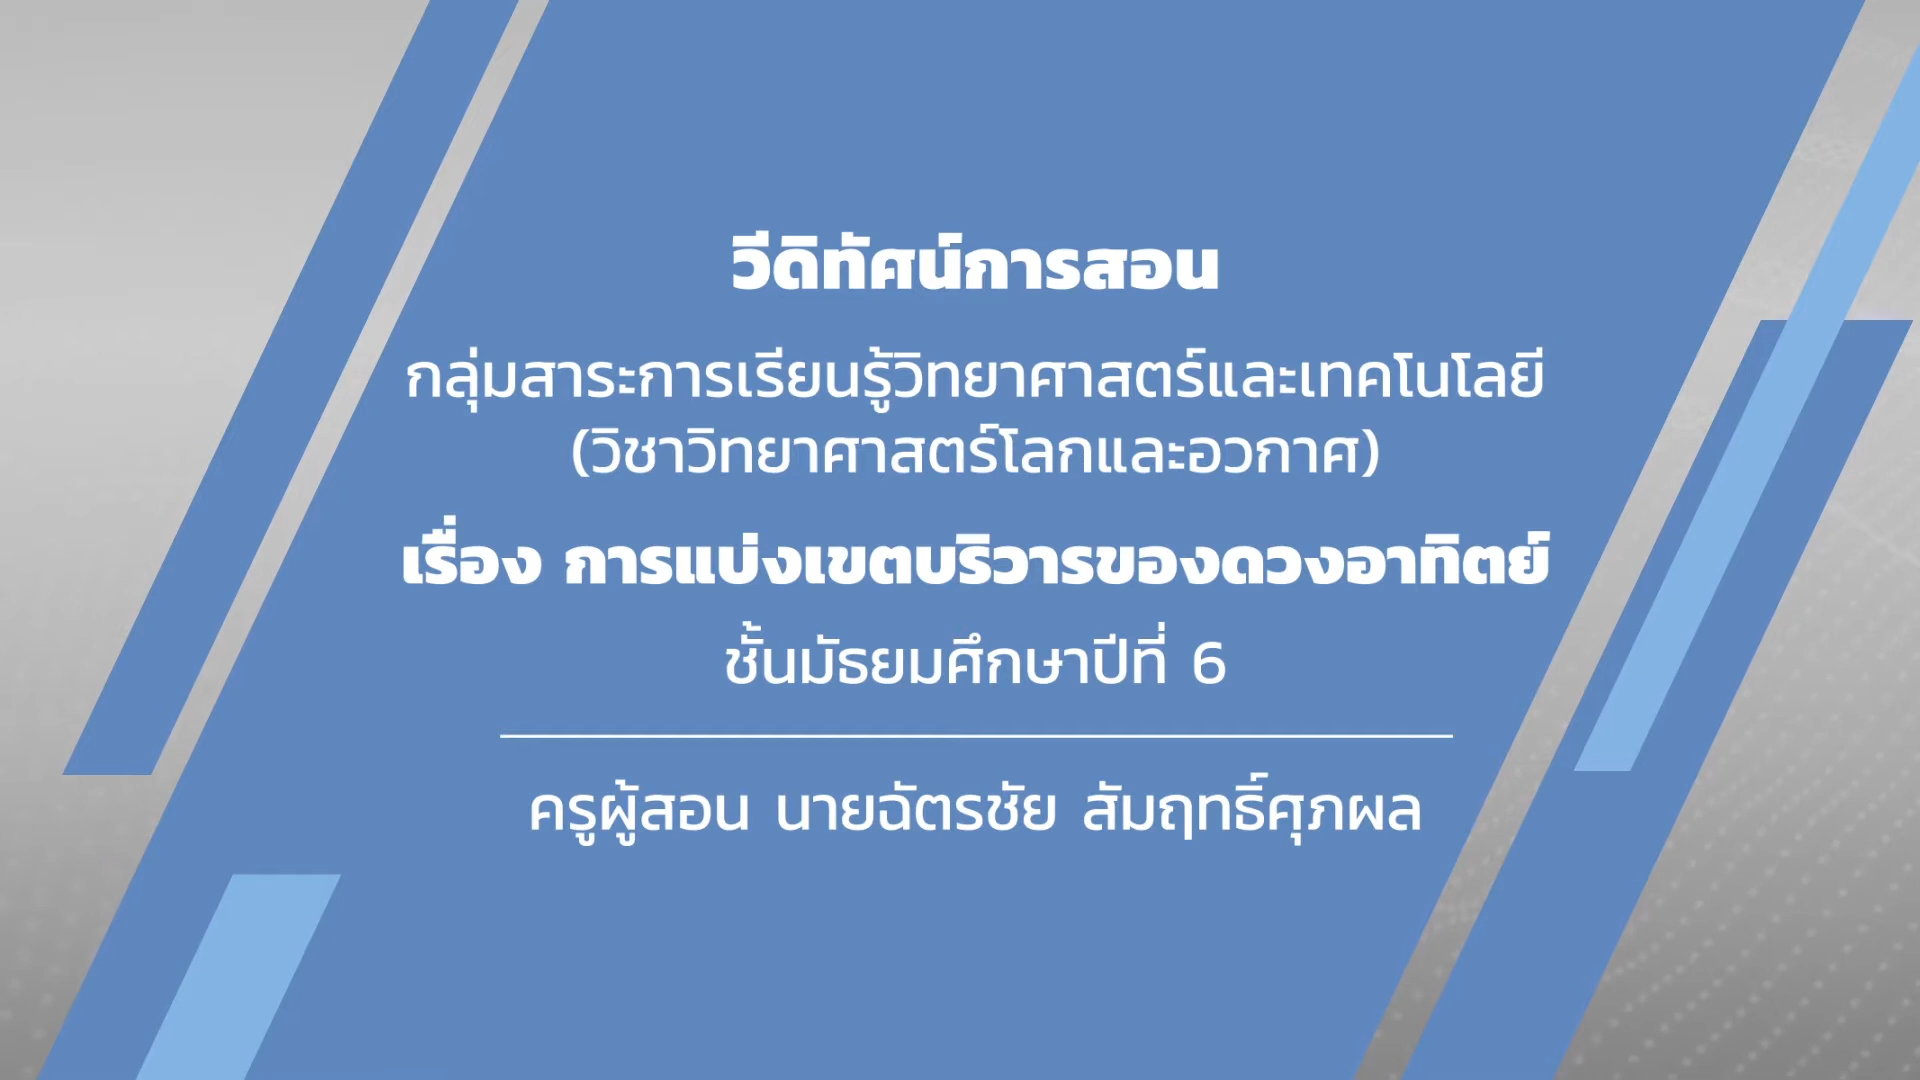 วีดิทัศน์การสอน
กลุ่มสาระการเรียนรู้วิทยาศาสตร์และเทคโนโลยี
(วิชาวิทยาศาสตร์โลกและอวกาศ)
เรื่อง การแบ่งเขตบริวารของดวงอาทิตย์
ชั้นมัธยมศึกษาปีที่ 6
ครูผู้สอน นายฉัตรชัย สัมฤทธิ์ศุภผล